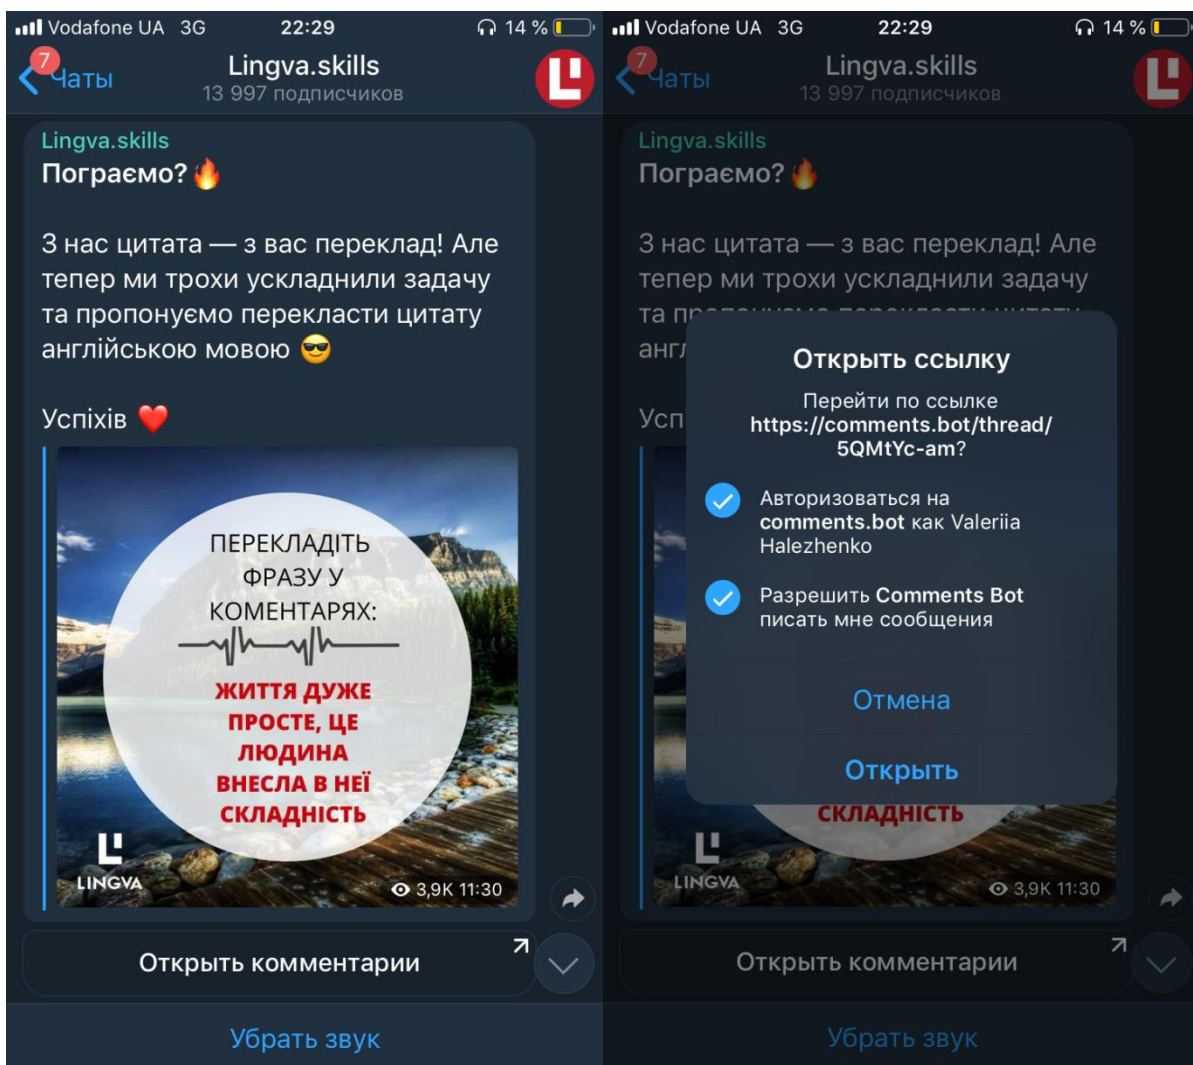 Vodafone UA 3G 22:29 14 %
7
Чаты
Lingva.skills
13 997 подписчиков
Lingva.skills
Пограємо?🔥
З нас цитата — з вас переклад! Але
тепер ми трохи ускладнили задачу
та пропонуємо перекласти цитату
англійською мовою 😎
Успіхів ❤️
ПЕРЕКЛАДІТЬ
ФРАЗУ У
КОМЕНТАРЯХ:
ЖИТТЯ ДУЖЕ
ПРОСТЕ, ЦЕ
ЛЮДИНА
ВНЕСЛА В НЕЇ
СКЛАДНІСТЬ
LINGVA
3,9K 11:30
Открыть комментарии
Убрать звук
Vodafone UA 3G 22:29 14 %
7
Чаты
Lingva.skills
13 997 подписчиков
Lingva.skills
Пограємо?🔥
З нас цитата — з вас переклад! Але
тепер ми трохи ускладнили задачу
Открыть ссылку
Перейти по ссылке
https://comments.bot/thread/
5QMtYc-am?
Авторизоваться на
comments.bot как Valeriia
Halezhenko
Разрешить Comments Bot
писать мне сообщения
Отмена
Открыть
СКЛАДНІСТЬ
LINGVA
3,9K 11:30
Открыть комментарии
Убрать звук